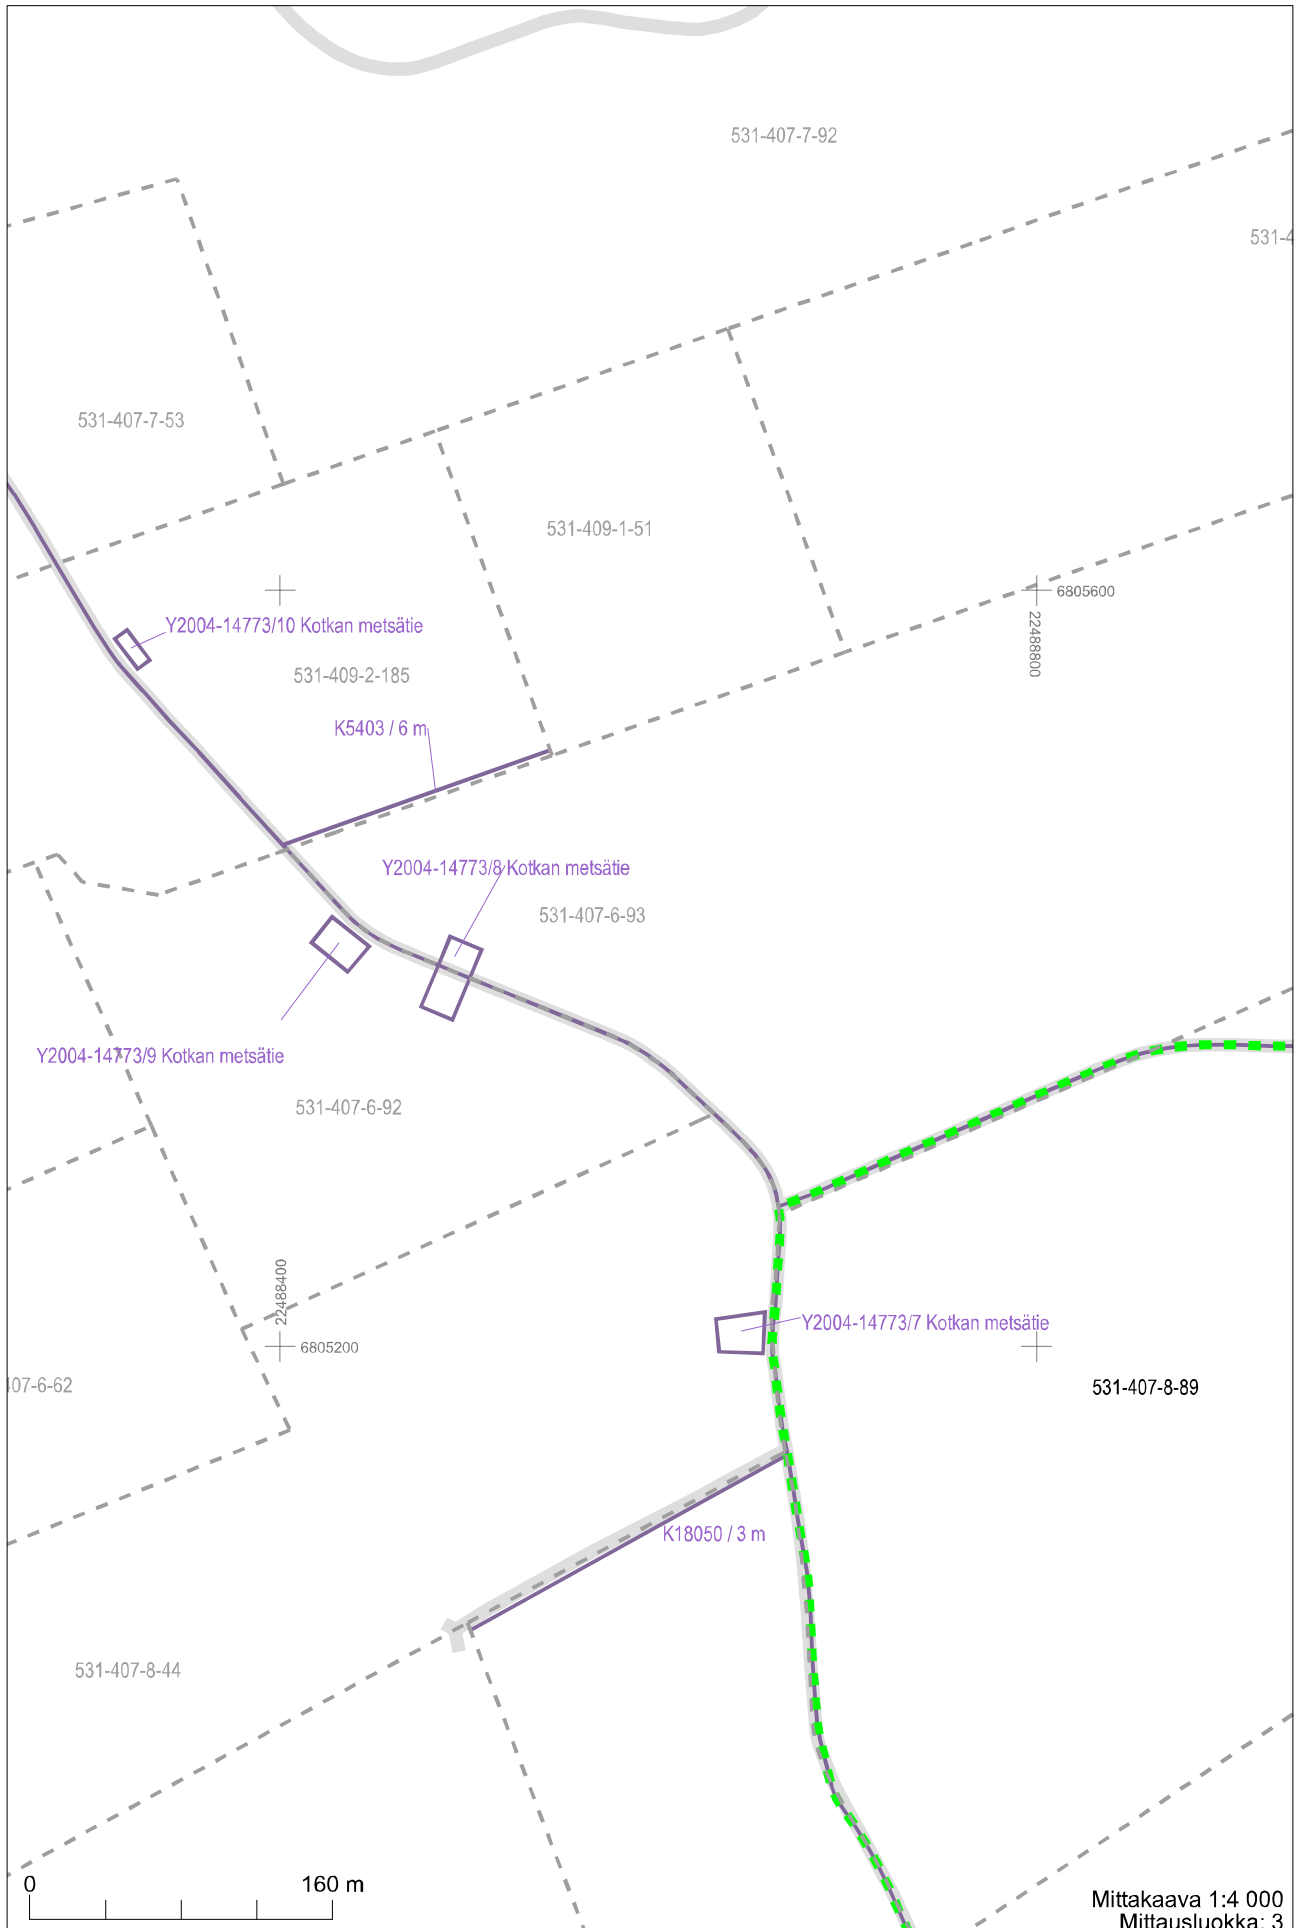 531-407-7-92
531-4
531-407-7-53
531-409-1-51
6805600
22488800
Y2004-14773/10 Kotkan metsätie
531-409-2-185
K5403 / 6 m
Y2004-14773/8 Kotkan metsätie
531-407-6-93
Y2004-14773/9 Kotkan metsätie
531-407-6-92
22488400
6805200
Y2004-14773/7 Kotkan metsätie
407-6-62
531-407-8-89
K18050 / 3 m
531-407-8-44
0 160 m
Mittakaava 1:4 000
Mittausluokka: 3